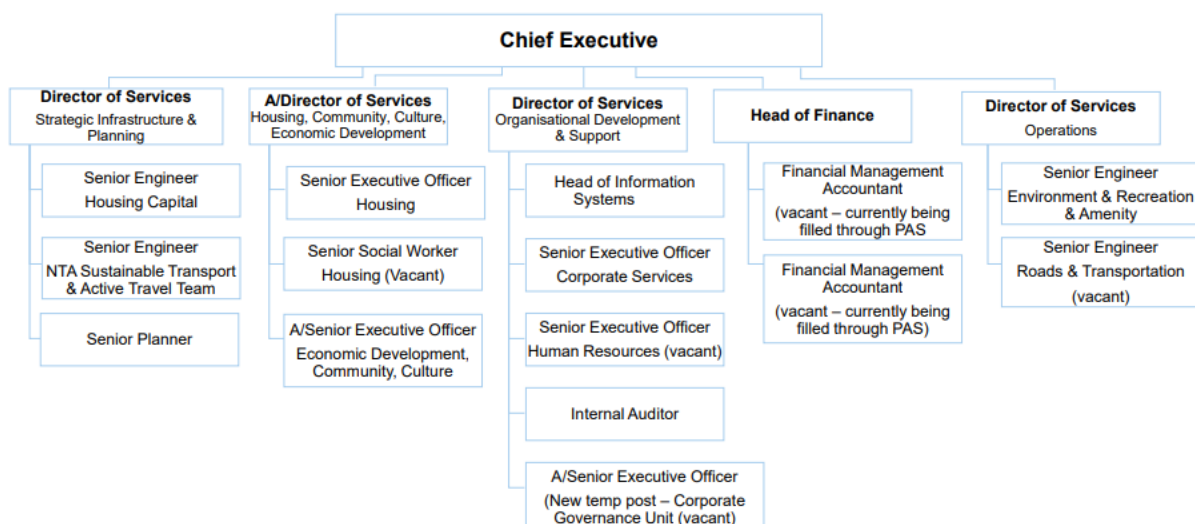 Chief Executive
Director of Services
Strategic Infrastructure &
Planning
Senior Engineer
Housing Capital
Senior Engineer
NTA Sustainable Transport
& Active Travel Team
Senior Planner
A/Director of Services
Housing, Community, Culture,
Economic Development
Senior Executive Officer
Housing
Senior Social Worker
Housing (Vacant)
A/Senior Executive Officer
Economic Development,
Community, Culture
Director of Services
Organisational Development
& Support
Head of Information
Systems
Senior Executive Officer
Corporate Services
Senior Executive Officer
Human Resources (vacant)
Internal Auditor
A/Senior Executive Officer
(New temp post – Corporate
Governance Unit (vacant)
Head of Finance
Financial Management
Accountant
(vacant – currently being
filled through PAS
Financial Management
Accountant
(vacant – currently being
filled through PAS)
Director of Services
Operations
Senior Engineer
Environment & Recreation
& Amenity
Senior Engineer
Roads & Transportation
(vacant)